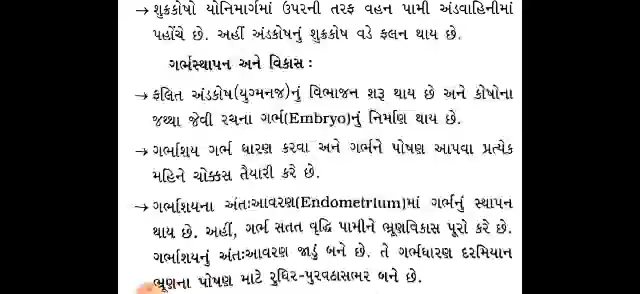 → શુક્રકોષો યોનિમાર્ગમાં ઉપરની તરફ વહન પામી અંડવાહિનીમાં
પહોંચે છે. અહીં અંડકોષનું શુક્રકોષ વડે ફલન થાય છે.
ગર્ભસ્થાપન અને વિકાસ :
→ ફલિત અંડકોષ(યુગ્મનજ)નું વિભાજન શરૂ થાય છે અને કોષોના
જથ્થા જેવી રચના ગર્ભ(Embryo)નું નિર્માણ થાય છે.
→ ગર્ભાશય ગર્ભ ધારણ કરવા અને ગર્ભને પોષણ આપવા પ્રત્યેક
મહિને ચોક્કસ તૈયારી કરે છે.
→ ગર્ભાશયના અંતઃઆવરણ(Endometrium)માં ગર્ભનું સ્થાપન
થાય છે. અહીં, ગર્ભ સતત વૃદ્ધિ પામીને ભ્રૂણવિકાસ પૂરો કરે છે.
ગર્ભાશયનું અંતઃઆવરણ જાડું બને છે. તે ગર્ભધારણ દરમિયાન
ભ્રૂણના પોષણ માટે રુધિર-પુરવઠાસભર બને છે.